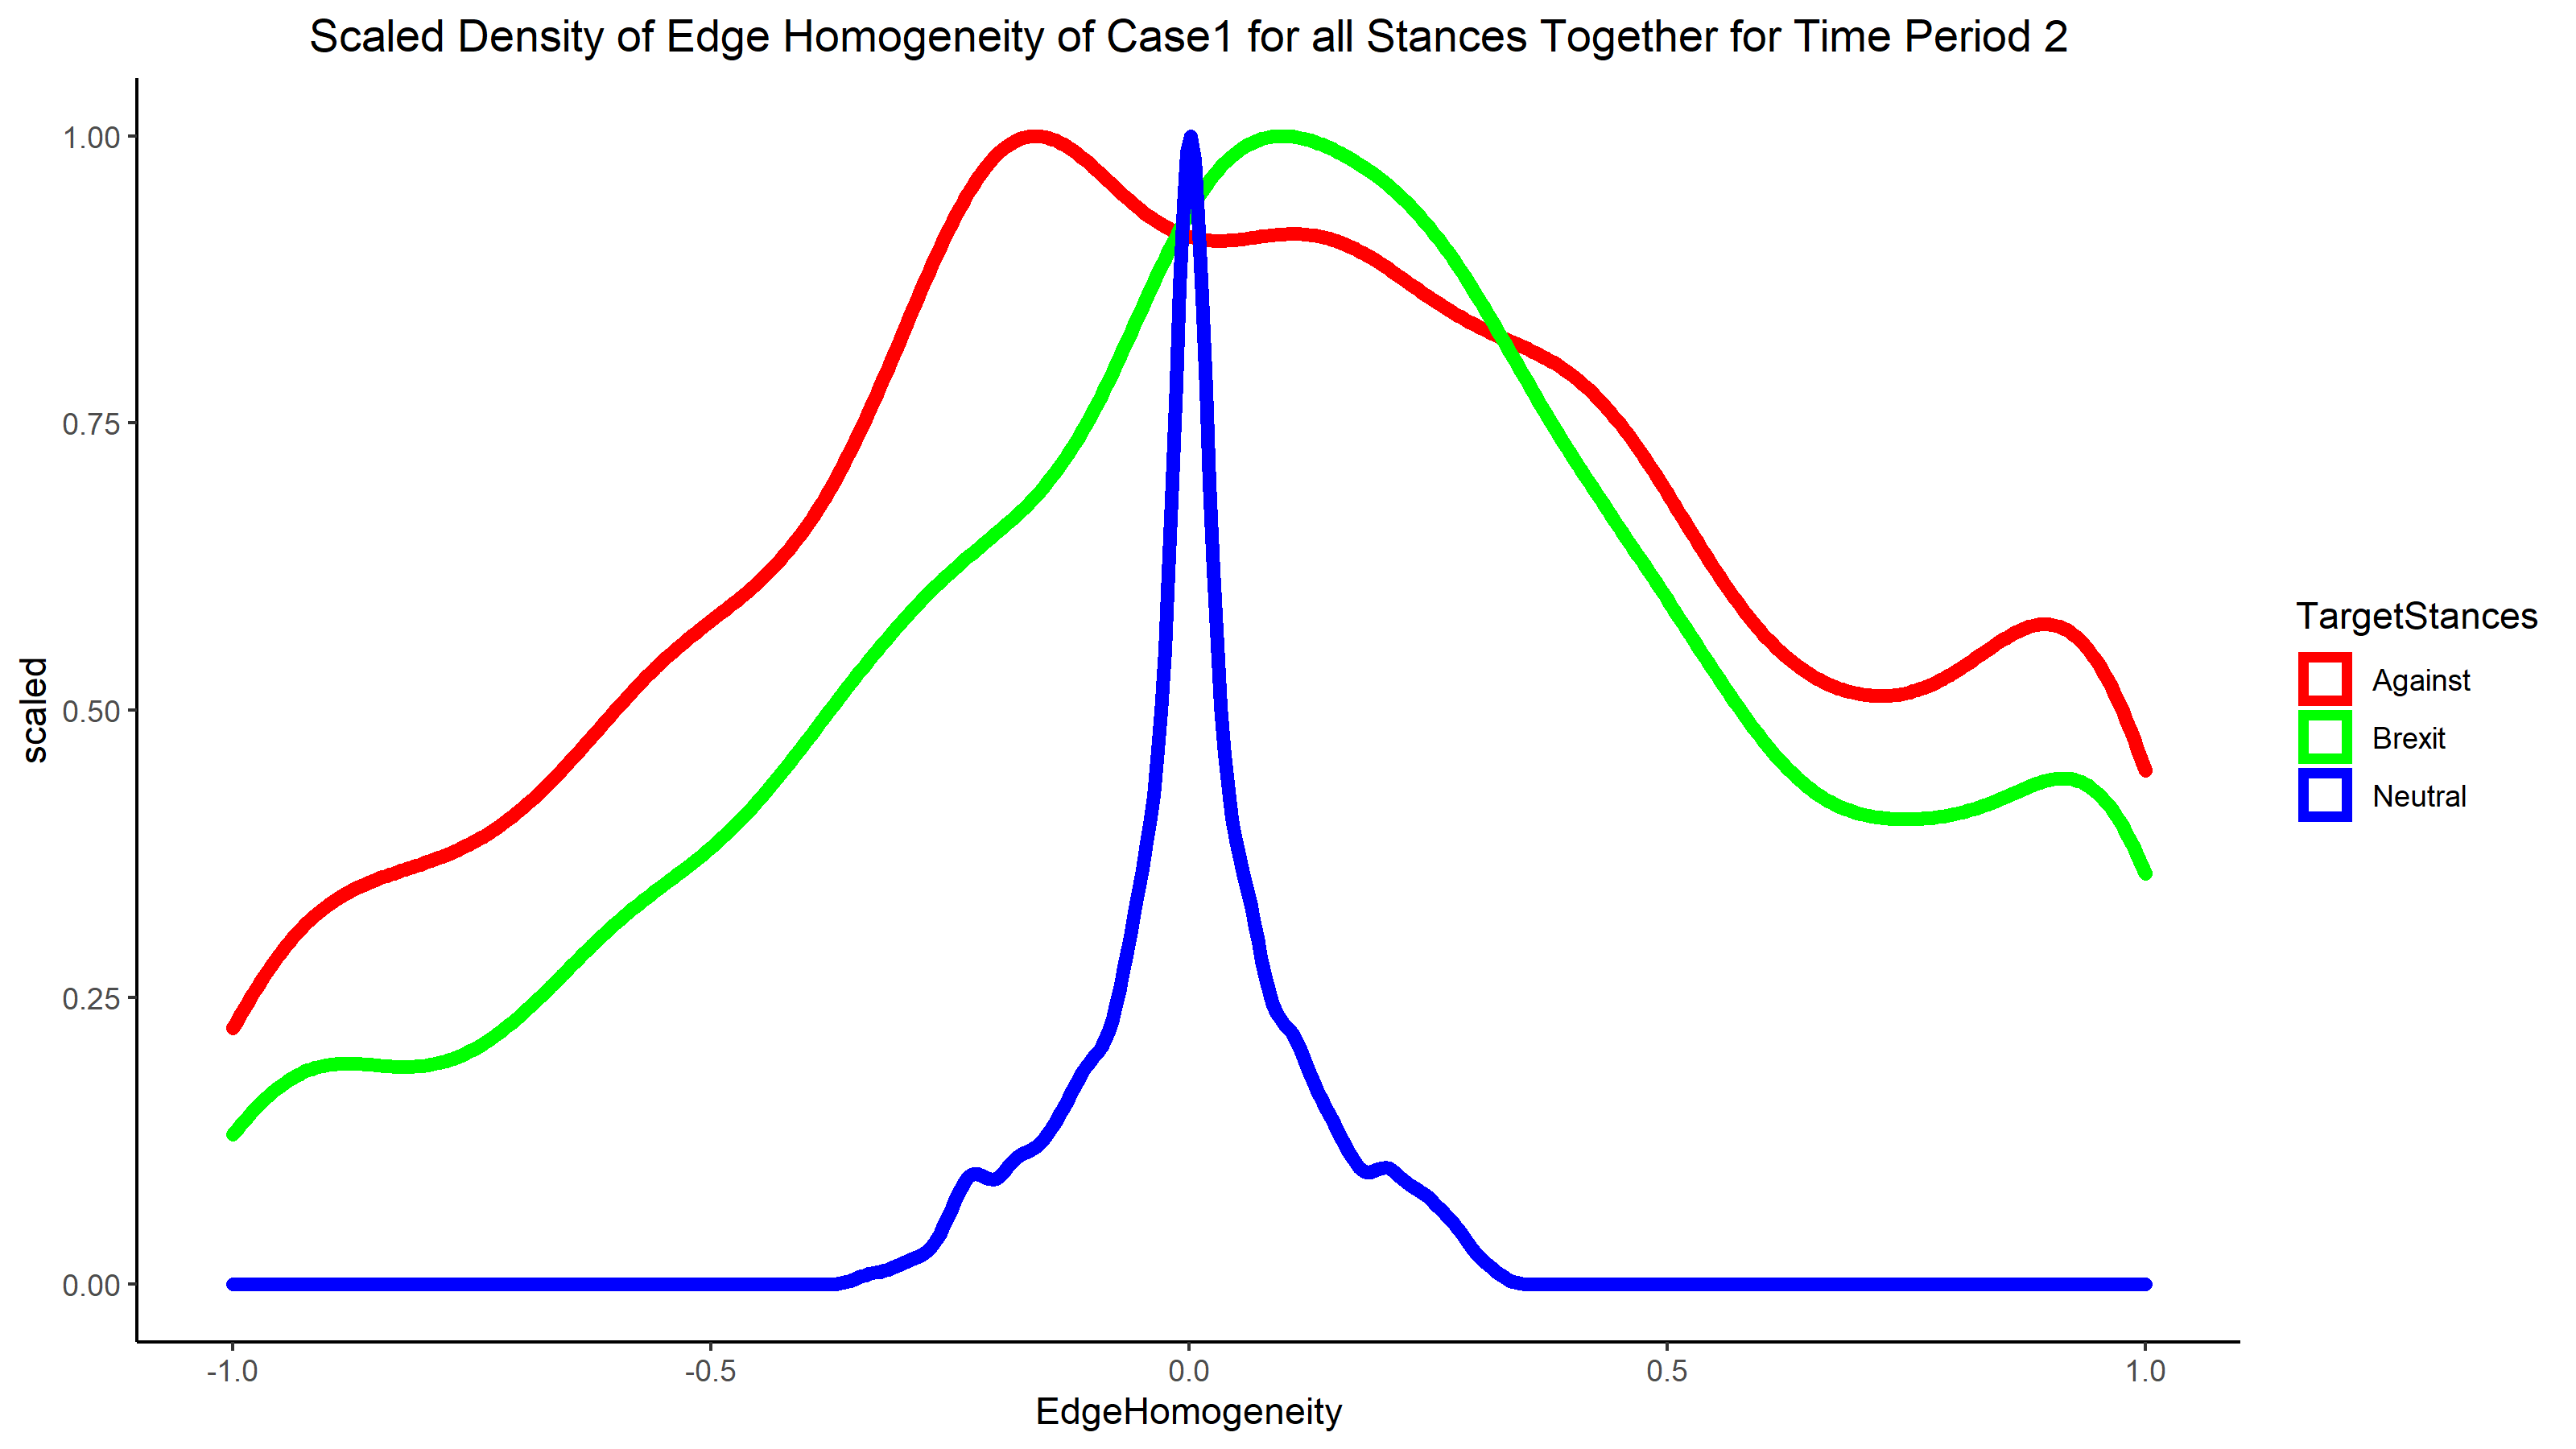 Scaled Density of Edge Homogeneity of Case1 for all Stances Together for Time Period 2
1.00
0.75
0.50
0.25
0.00
scaled
-1.0 -0.5 0.0 0.5 1.0
EdgeHomogeneity
TargetStances
Against
Brexit
Neutral